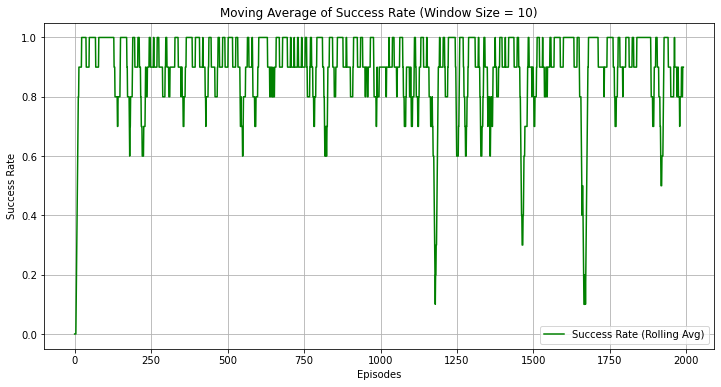 Moving Average of Success Rate (Window Size = 10)
1.0
0.8
0.6
0.4
0.2
0.0
Success Rate
Success Rate (Rolling Avg)
0 250 500 750 1000 1250 1500 1750 2000
Episodes